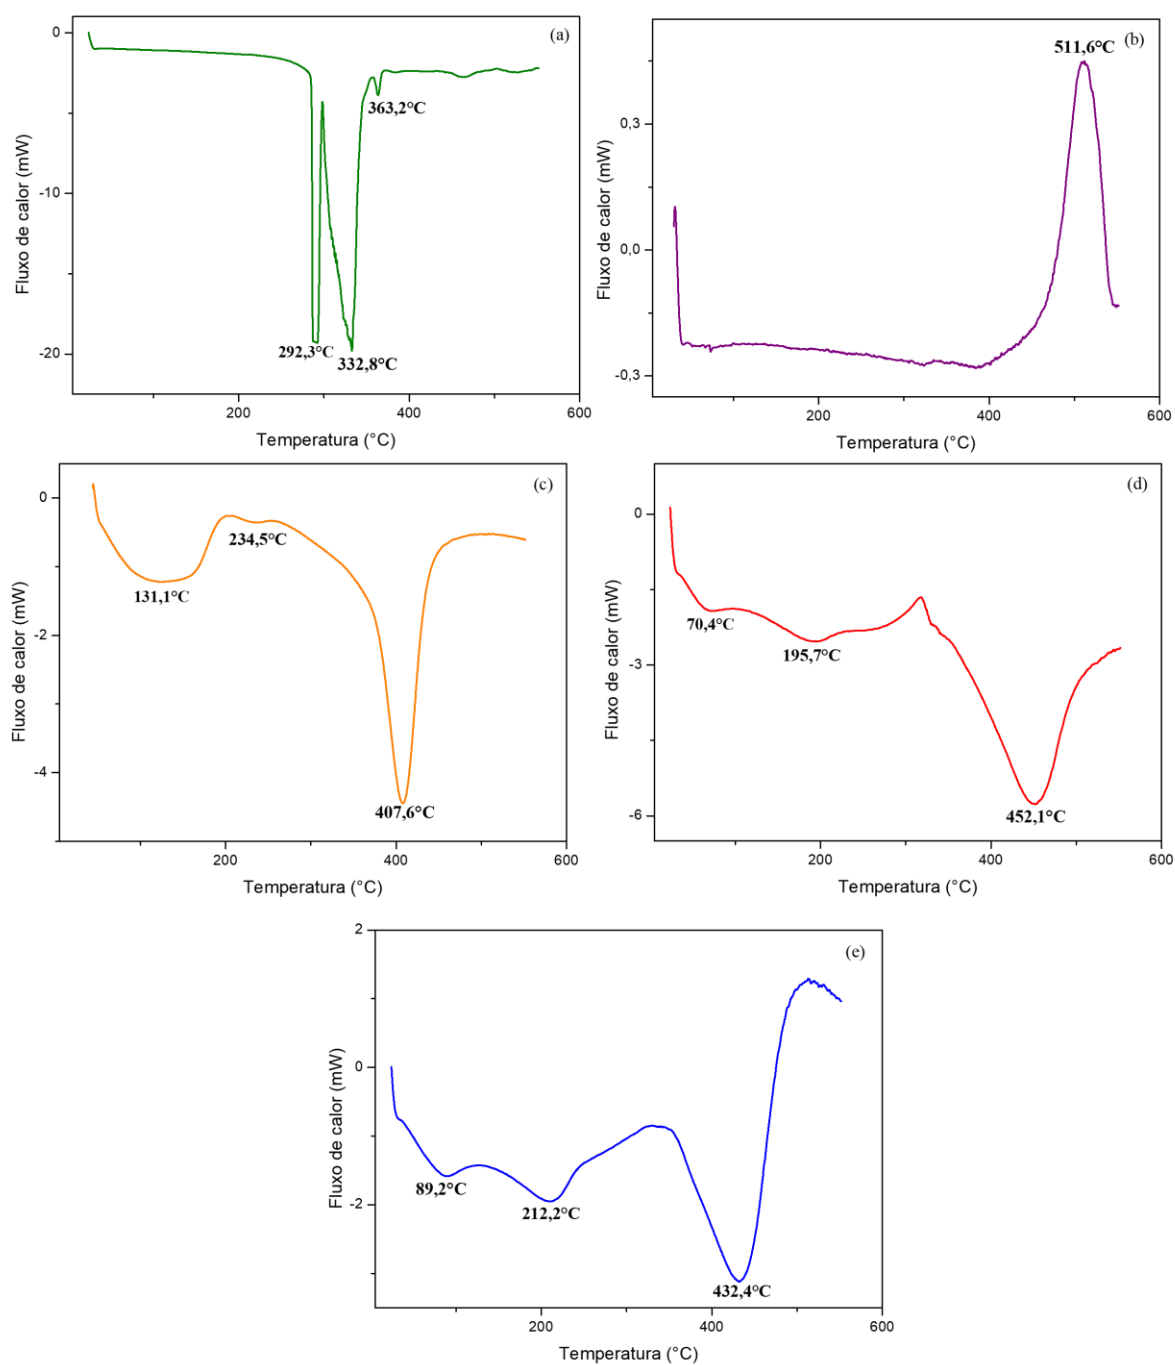 (a)
0
-10
-20
Fluxo de calor (mW)
292,3°C
332,8°C
363,2°C
200
400
600
Temperatura (°C)
(b)
511,6°C
0,3
0,0
-0,3
Fluxo de calor (mW)
200
400
600
Temperatura (°C)
(c)
0
-2
-4
Fluxo de calor (mW)
131,1°C
234,5°C
407,6°C
200
400
600
Temperatura (°C)
(d)
0
-3
-6
Fluxo de calor (mW)
70,4°C
195,7°C
452,1°C
200
400
600
Temperatura (°C)
(e)
2
0
-2
Fluxo de calor (mW)
89,2°C
212,2°C
432,4°C
200
400
600
Temperatura (°C)